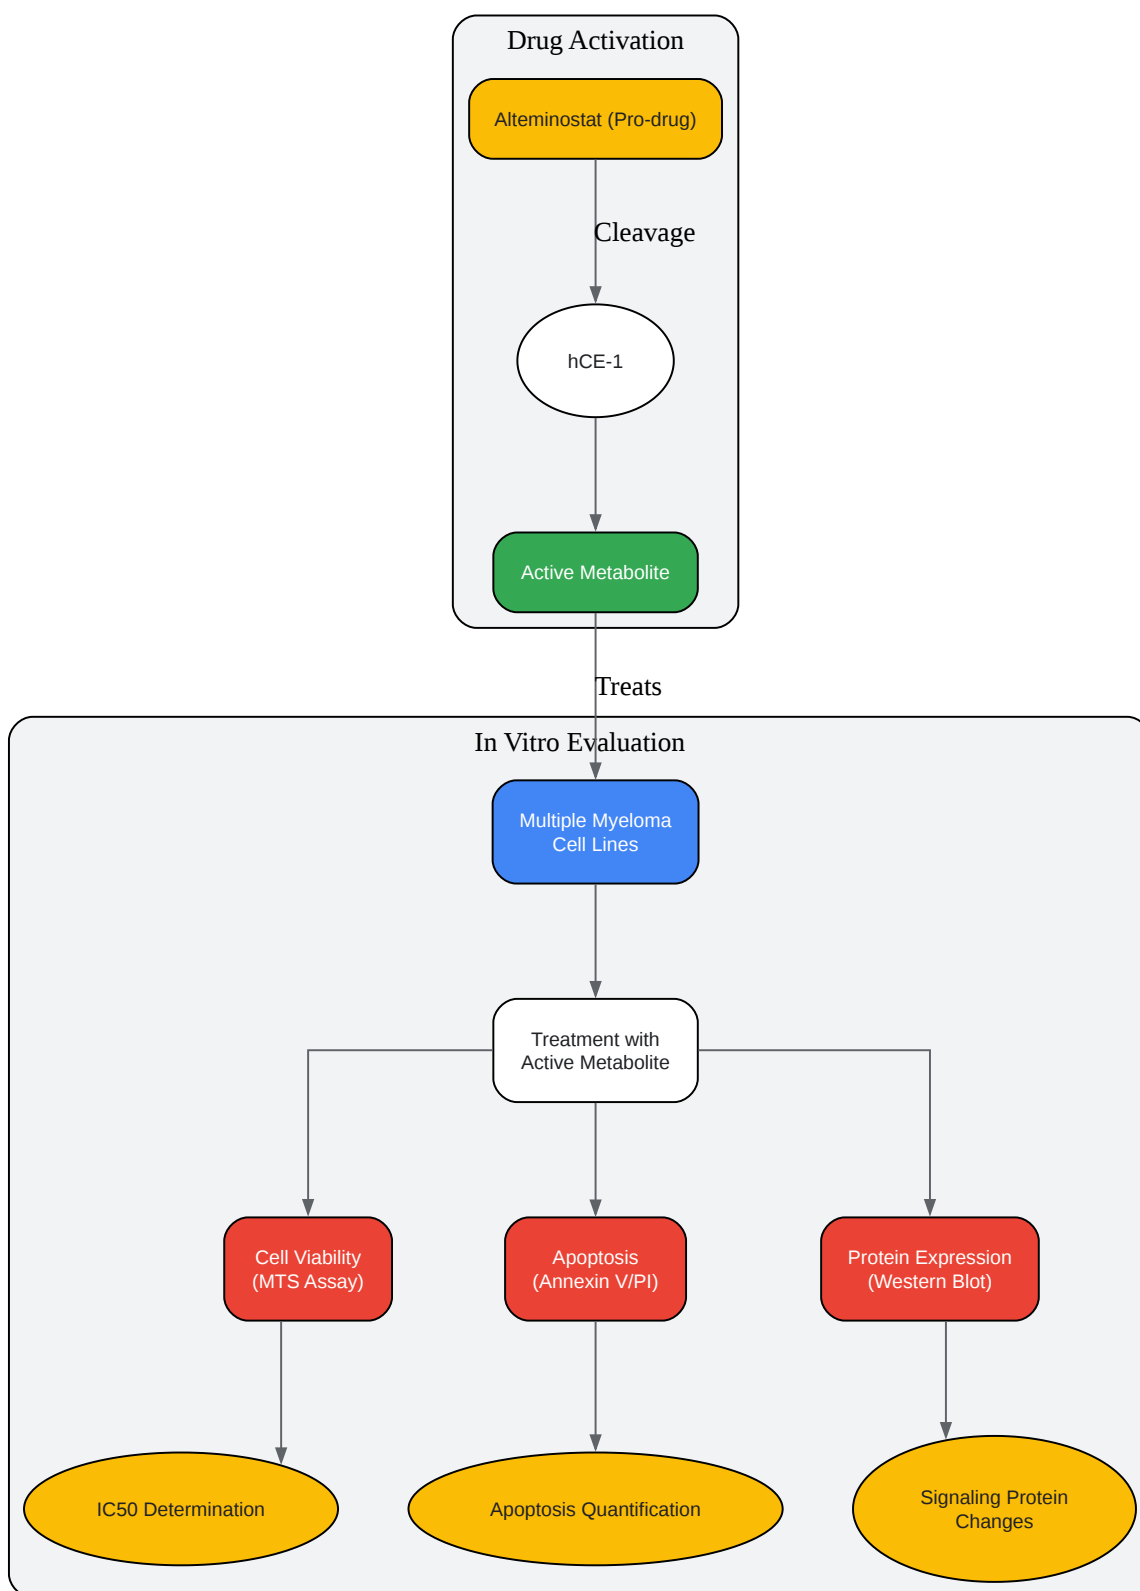 Drug Activation
Alteminostat (Pro-drug)
Cleavage
hCE-1
Active Metabolite
Treats
In Vitro Evaluation
Multiple Myeloma
Cell Lines
Treatment with
Active Metabolite
Cell Viability
(MTS Assay)
Apoptosis
(Annexin V/PI)
Protein Expression
(Western Blot)
IC50 Determination
Apoptosis Quantification
Signaling Protein
Changes